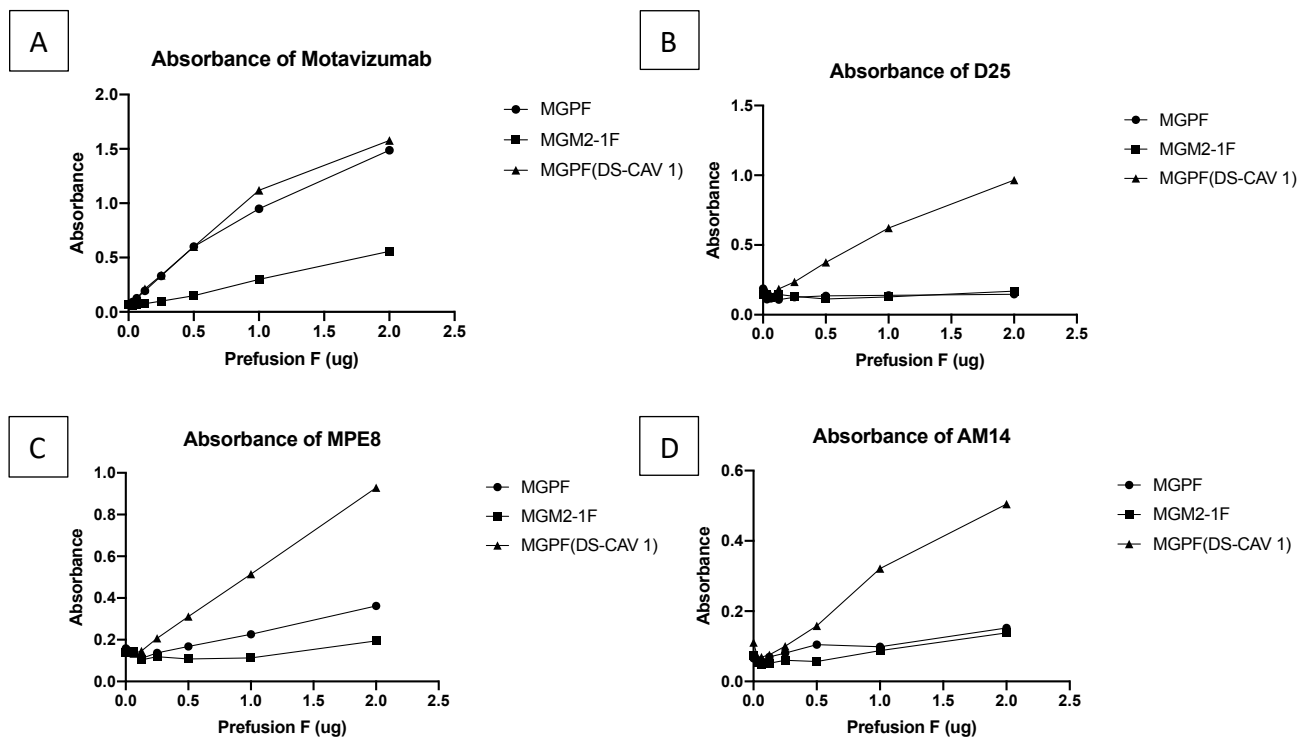 A
Absorbance of Motavizumab
2.0
1.5
1.0
0.5
0.0
Absorbance
0.0 0.5 1.0 1.5 2.0 2.5
Prefusion F (ug)
MGPF
MGM2-1F
MGPF(DS-CAV 1)
B
Absorbance of D25
1.5
1.0
0.5
0.0
Absorbance
0.0 0.5 1.0 1.5 2.0 2.5
Prefusion F (ug)
MGPF
MGM2-1F
MGPF(DS-CAV 1)
C
Absorbance of MPE8
1.0
0.8
0.6
0.4
0.2
0.0
Absorbance
0.0 0.5 1.0 1.5 2.0 2.5
Prefusion F (ug)
MGPF
MGM2-1F
MGPF(DS-CAV 1)
D
Absorbance of AM14
0.6
0.4
0.2
0.0
Absorbance
0.0 0.5 1.0 1.5 2.0 2.5
Prefusion F (ug)
MGPF
MGM2-1F
MGPF(DS-CAV 1)